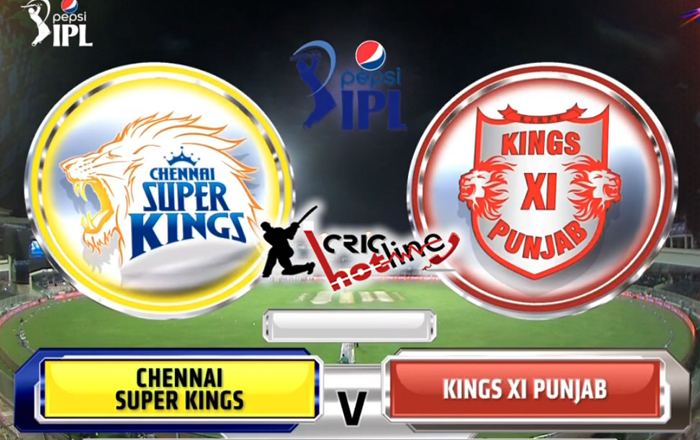 pepsi
IPL
pepsi
IPL
CHENNAI
SUPER
KINGS
KINGS
XI
PUNJAB
CRIC
hotline
CHENNAI
SUPER KINGS
V
KINGS XI PUNJAB